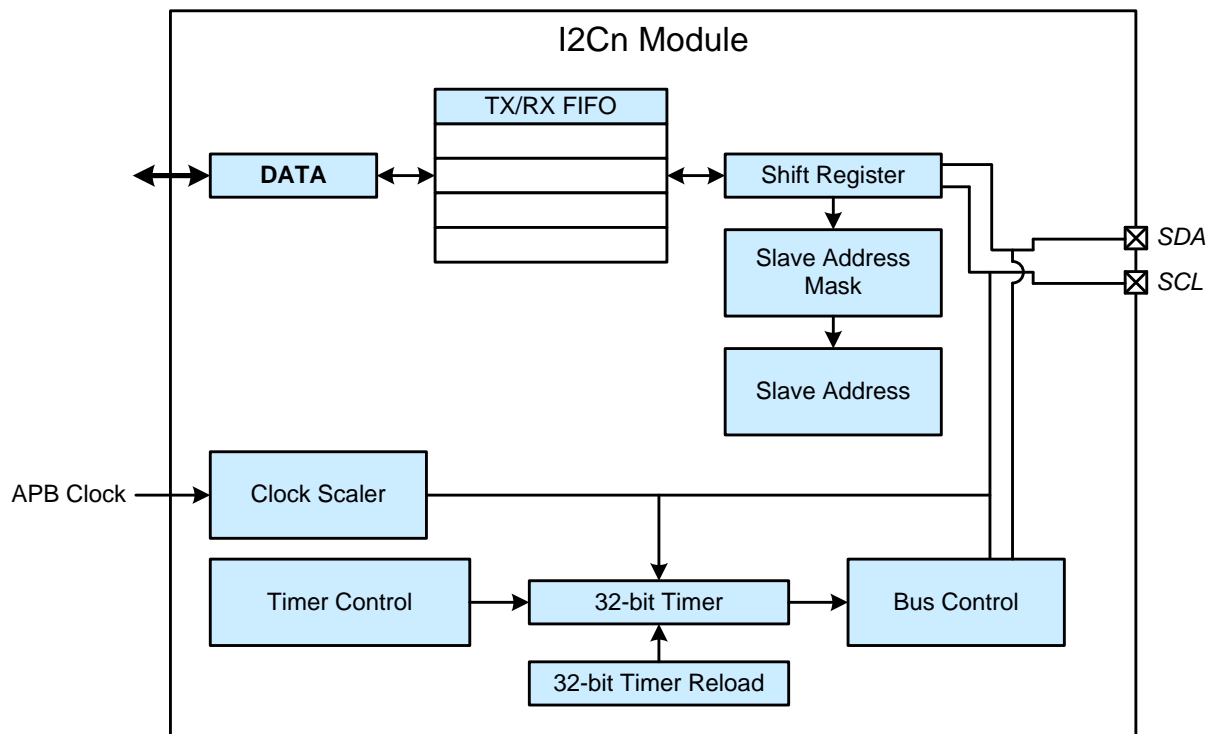 I2Cn Module
TX/RX FIFO
DATA
Shift Register
SDA
Slave Address
Mask
SCL
Slave Address
APB Clock
Clock Scaler
Timer Control
32-bit Timer
Bus Control
32-bit Timer Reload